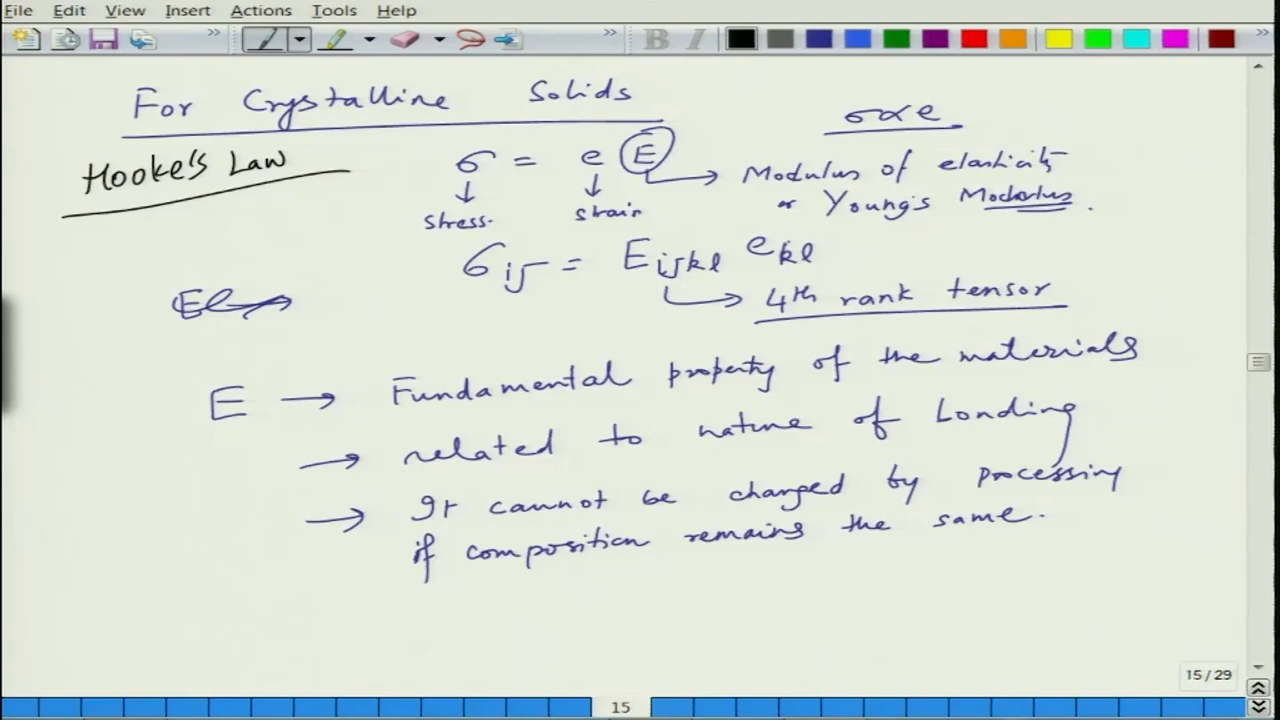 File Edit View Insert Actions Tools Help
For Crystalline Solids
σ ∝ e
Hooke's Law
σ = e E → Modulus of elasticity
↓ ↓ or Young's Modulus.
stress. strain
σij = Eijkl ekl
→ 4th rank tensor
E → Fundamental property of the materials
→ related to nature of bonding
→ It cannot be changed by processing
if composition remains the same.
15 / 29
15